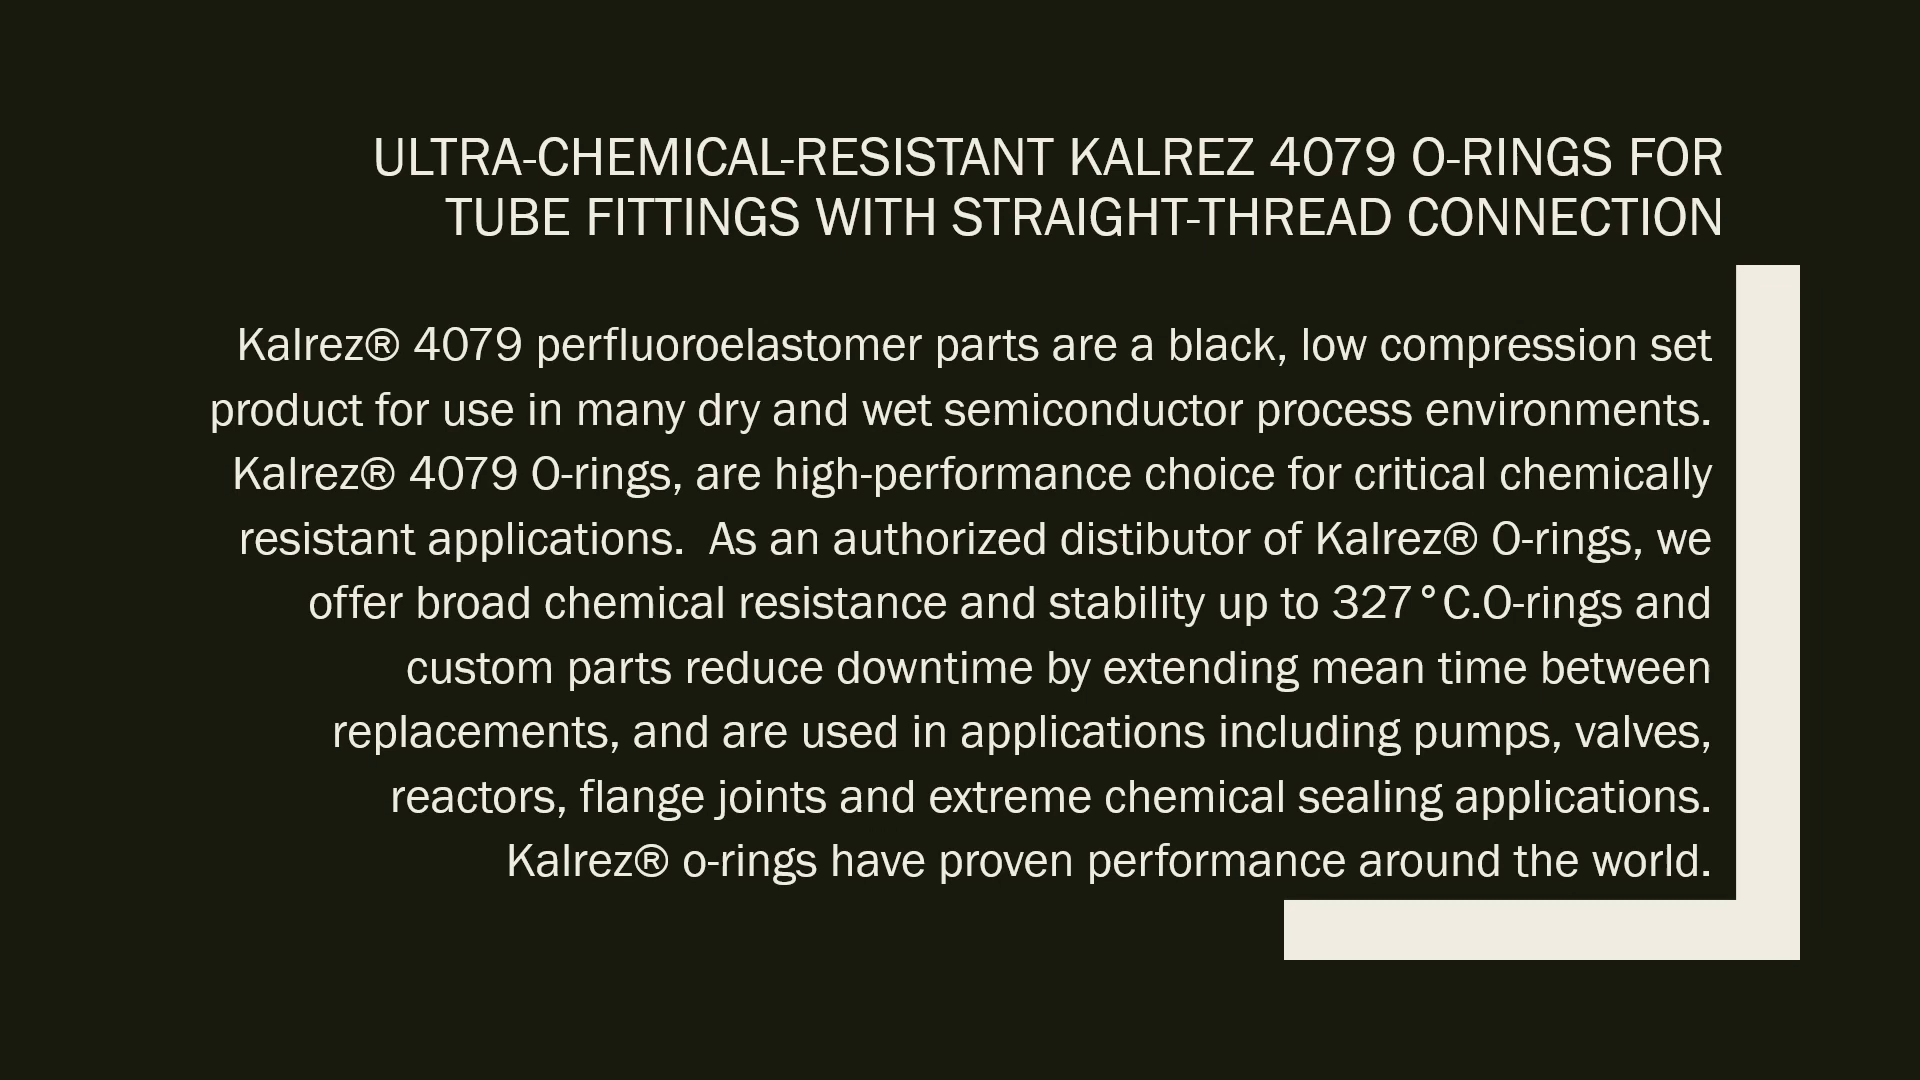 ULTRA-CHEMICAL-RESISTANT KALREZ 4079 O-RINGS FOR
TUBE FITTINGS WITH STRAIGHT-THREAD CONNECTION
Kalrez® 4079 perfluoroelastomer parts are a black, low compression set
product for use in many dry and wet semiconductor process environments.
Kalrez® 4079 O-rings, are high-performance choice for critical chemically
resistant applications.  As an authorized distibutor of Kalrez® O-rings, we
offer broad chemical resistance and stability up to 327°C.O-rings and
custom parts reduce downtime by extending mean time between
replacements, and are used in applications including pumps, valves,
reactors, flange joints and extreme chemical sealing applications.
Kalrez® o-rings have proven performance around the world.